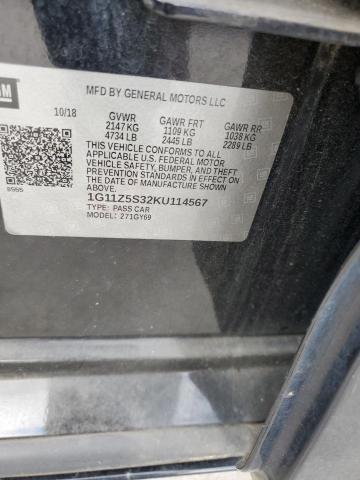 GM
MFD BY GENERAL MOTORS LLC
10/18 GVWR GAWR FRT GAWR RR
2147 KG 1109 KG 1038 KG
4734 LB 2445 LB 2289 LB
THIS VEHICLE CONFORMS TO ALL
APPLICABLE U.S. FEDERAL MOTOR
VEHICLE SAFETY, BUMPER, AND THEFT
PREVENTION STANDARDS IN EFFECT ON
THE DATE OF MANUFACTURE SHOWN
ABOVE.
1G11Z5S32KU114567
TYPE: PASS CAR
MODEL: 271GY69